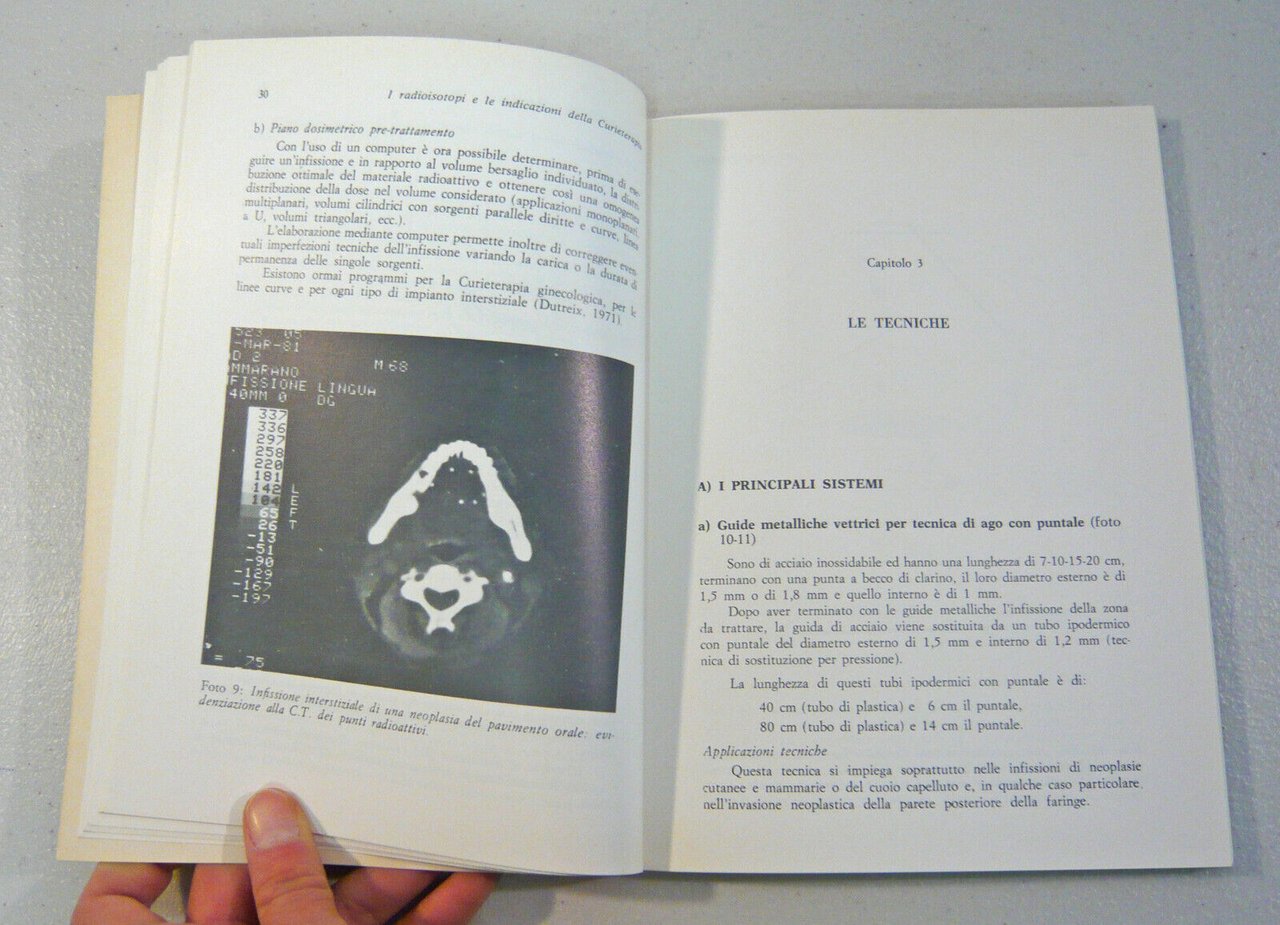 30
I radioisotopi e le indicazioni della Curieterapia
b) Piano dosimetrico pre-trattamento
Con l'uso di un computer è ora possibile determinare, prima di ese-
guire un'infissione e in rapporto al volume bersaglio individuato, la distri-
buzione ottimale del materiale radioattivo e ottenere così una omogenea
distribuzione della dose nel volume considerato (applicazioni monoplanari,
multiplanari, volumi cilindrici con sorgenti parallele diritte e curve, linea
a U, volumi triangolari, ecc.).
L'elaborazione mediante computer permette inoltre di correggere even-
tuali imperfezioni tecniche dell'infissione variando la carica o la durata di
permanenza delle singole sorgenti.
Esistono ormai programmi per la Curieterapia ginecologica, per le
linee curve e per ogni tipo di impianto interstiziale (Dutreix, 1971).
523 05
-MAR-81
D 2
M 68
MMARANO
FISSIONE LINGUA
40MM 0 DG
337
336
297
258
220
181
142 L
104 E
65 F
26 T
-13
-51
-90
-129
-167
-197
= .75
Foto 9: Infissione interstiziale di una neoplasia del pavimento orale: evi-
denziazione alla C.T. dei punti radioattivi.
Capitolo 3
LE TECNICHE
A) I PRINCIPALI SISTEMI
a) Guide metalliche vettrici per tecnica di ago con puntale (foto
10-11)
Sono di acciaio inossidabile ed hanno una lunghezza di 7-10-15-20 cm,
terminano con una punta a becco di clarino, il loro diametro esterno è di
1,5 mm o di 1,8 mm e quello interno è di 1 mm.
Dopo aver terminato con le guide metalliche l'infissione della zona
da trattare, la guida di acciaio viene sostituita da un tubo ipodermico
con puntale del diametro esterno di 1,5 mm e interno di 1,2 mm (tec-
nica di sostituzione per pressione).
La lunghezza di questi tubi ipodermici con puntale è di:
40 cm (tubo di plastica) e 6 cm il puntale,
80 cm (tubo di plastica) e 14 cm il puntale.
Applicazioni tecniche
Questa tecnica si impiega soprattutto nelle infissioni di neoplasie
cutanee e mammarie o del cuoio capelluto e, in qualche caso particolare,
nell'invasione neoplastica della parete posteriore della faringe.